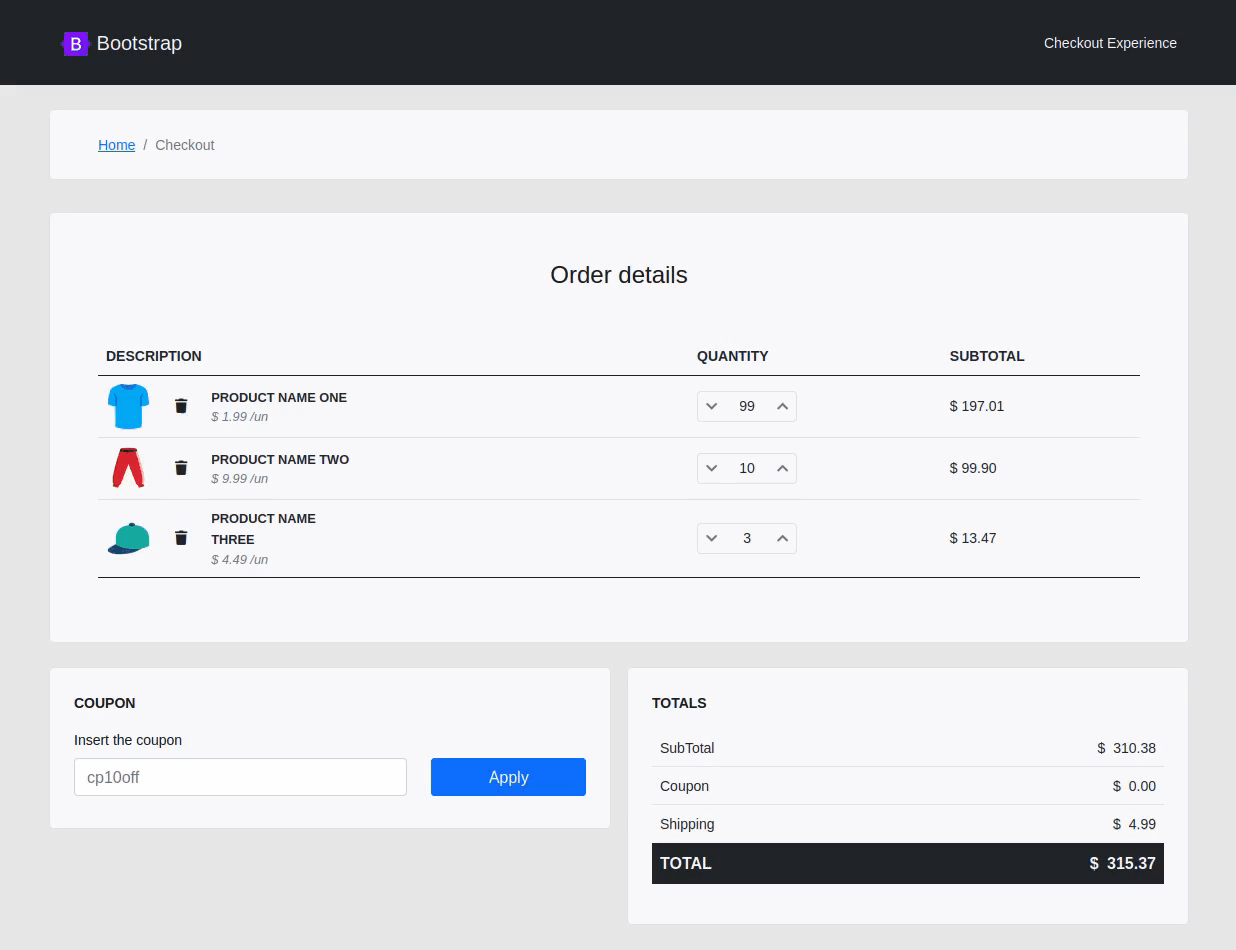 B Bootstrap
Checkout Experience
Home / Checkout
Order details
DESCRIPTION QUANTITY SUBTOTAL
PRODUCT NAME ONE
$ 1.99 /un
99
$ 197.01
PRODUCT NAME TWO
$ 9.99 /un
10
$ 99.90
PRODUCT NAME
THREE
$ 4.49 /un
3
$ 13.47
COUPON
Insert the coupon
cp10off
Apply
TOTALS
SubTotal $ 310.38
Coupon $ 0.00
Shipping $ 4.99
TOTAL $ 315.37